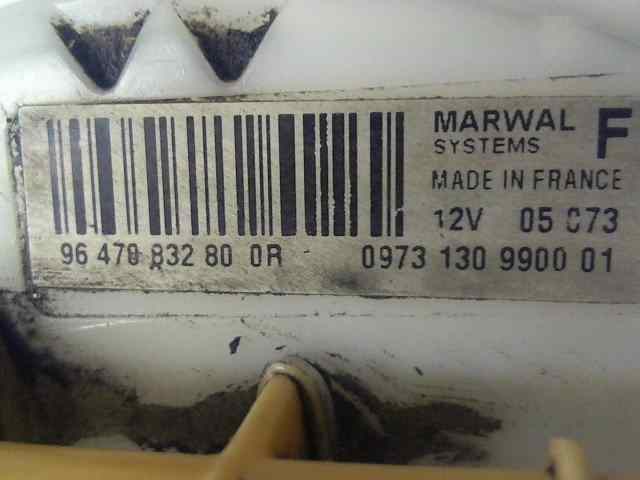 MARWAL F
SYSTEMS
MADE IN FRANCE
12V 05 073
96 470 832 80 0R 0973 130 9900 01